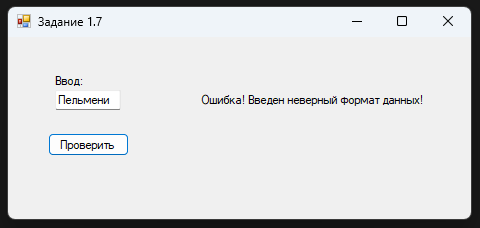 Задание 1.7
Ввод:
Пельмени
Ошибка! Введен неверный формат данных!
Проверить